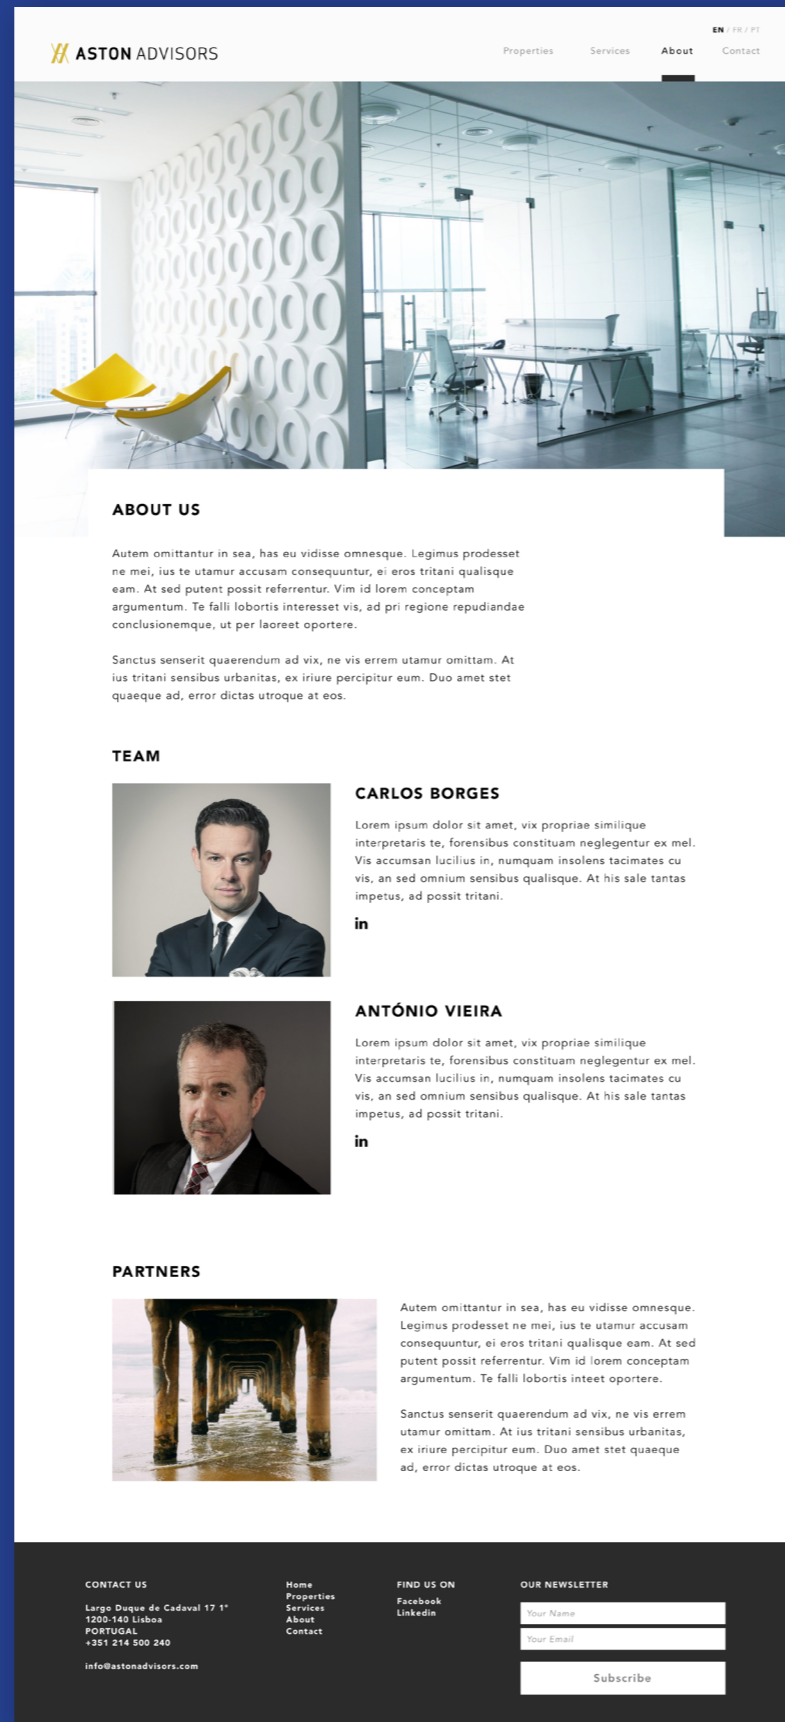 EN / FR / PT
ASTON ADVISORS
Properties Services About Contact
ABOUT US
Autem omittantur in sea, has eu vidisse omnesque. Legimus prodesset
ne mei, ius te utamur accusam consequuntur, ei eros tritani qualisque
eam. At sed putent possit referrentur. Vim id lorem conceptam
argumentum. Te falli lobortis interesset vis, ad pri regione repudiandae
conclusionemque, ut per laoreet oportere.
Sanctus senserit quaerendum ad vix, ne vis errem utamur omittam. At
ius tritani sensibus urbanitas, ex iriure percipitur eum. Duo amet stet
quaeque ad, error dictas utroque at eos.
TEAM
CARLOS BORGES
Lorem ipsum dolor sit amet, vix propriae similique
interpretaris te, forensibus constituam neglegentur ex mel.
Vis accumsan lucilius in, numquam insolens tacimates cu
vis, an sed omnium sensibus qualisque. At his sale tantas
impetus, ad possit tritani.
in
ANTÓNIO VIEIRA
Lorem ipsum dolor sit amet, vix propriae similique
interpretaris te, forensibus constituam neglegentur ex mel.
Vis accumsan lucilius in, numquam insolens tacimates cu
vis, an sed omnium sensibus qualisque. At his sale tantas
impetus, ad possit tritani.
in
PARTNERS
Autem omittantur in sea, has eu vidisse omnesque.
Legimus prodesset ne mei, ius te utamur accusam
consequuntur, ei eros tritani qualisque eam. At sed
putent possit referrentur. Vim id lorem conceptam
argumentum. Te falli lobortis inteet oportere.
Sanctus senserit quaerendum ad vix, ne vis errem
utamur omittam. At ius tritani sensibus urbanitas,
ex iriure percipitur eum. Duo amet stet quaeque
ad, error dictas utroque at eos.
CONTACT US
Largo Duque de Cadaval 17 1º
1200-140 Lisboa
PORTUGAL
+351 214 500 240
info@astonadvisors.com
Home
Properties
Services
About
Contact
FIND US ON
Facebook
Linkedin
OUR NEWSLETTER
Your Name
Your Email
Subscribe